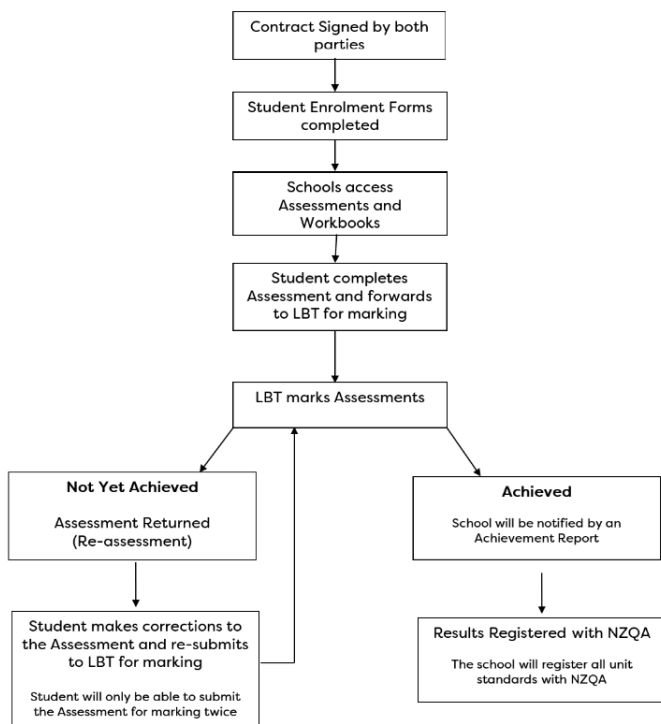 Contract Signed by both
parties
Student Enrolment Forms
completed
Schools access
Assessments and
Workbooks
Student completes
Assessment and forwards
to LBT for marking
LBT marks Assessments
Not Yet Achieved
Assessment Returned
(Re-assessment)
Achieved
School will be notified by an
Achievement Report
Student makes corrections to
the Assessment and re-submits
to LBT for marking
Student will only be able to submit
the Assessment for marking twice
Results Registered with NZQA
The school will register all unit
standards with NZQA